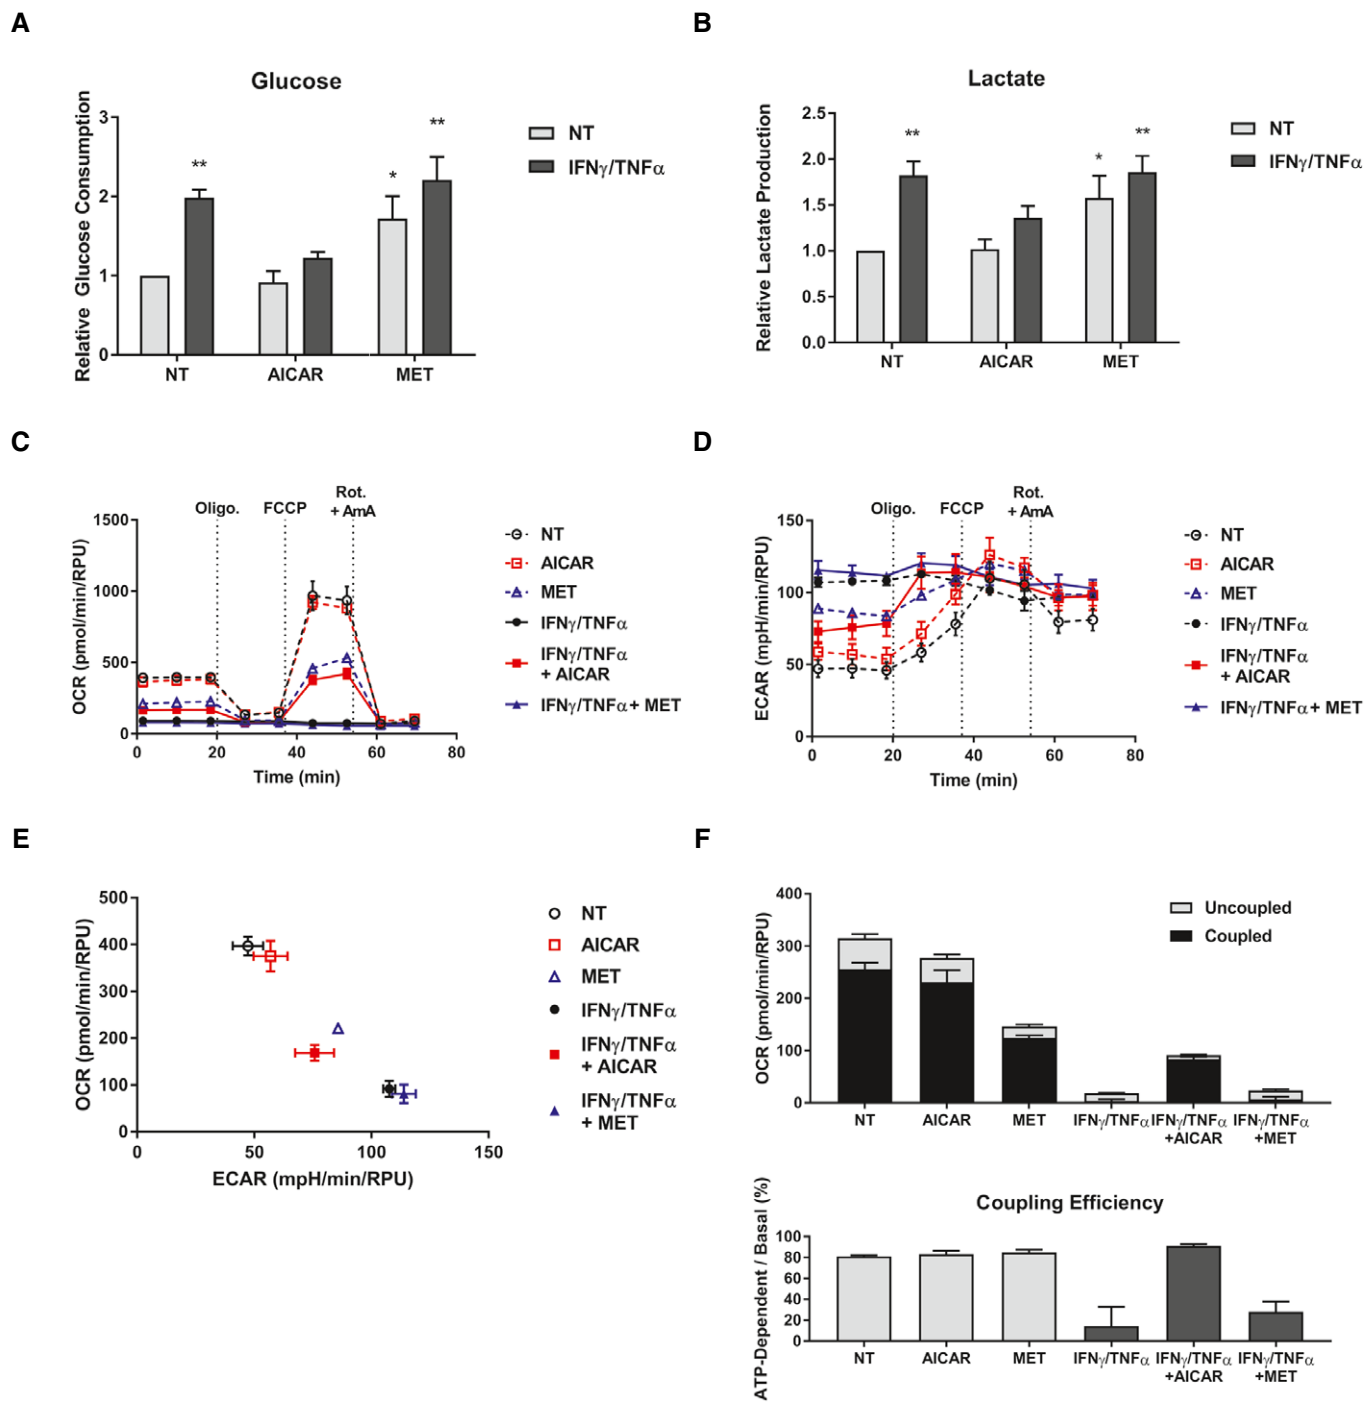 A
Glucose
Relative Glucose Consumption
3
2
1
0
**
*
**
NT
AICAR
MET
NT
IFNγ/TNFα
B
Lactate
Relative Lactate Production
2.5
2.0
1.5
1.0
0.5
0.0
**
*
**
NT
AICAR
MET
NT
IFNγ/TNFα
C
Oligo.
FCCP
Rot.
+ AmA
OCR (pmol/min/RPU)
1500
1000
500
0
0
20
40
60
80
Time (min)
NT
AICAR
MET
IFNγ/TNFα
IFNγ/TNFα
+ AICAR
IFNγ/TNFα + MET
D
Oligo.
FCCP
Rot.
+ AmA
ECAR (mpH/min/RPU)
150
100
50
0
0
20
40
60
80
Time (min)
NT
AICAR
MET
IFNγ/TNFα
IFNγ/TNFα
+ AICAR
IFNγ/TNFα + MET
E
OCR (pmol/min/RPU)
500
400
300
200
100
0
0
50
100
150
ECAR (mpH/min/RPU)
NT
AICAR
MET
IFNγ/TNFα
IFNγ/TNFα
+ AICAR
IFNγ/TNFα
+ MET
F
OCR (pmol/min/RPU)
400
300
200
100
0
Uncoupled
Coupled
NT
AICAR
MET
IFNγ/TNFα
IFNγ/TNFα
+AICAR
IFNγ/TNFα
+MET
Coupling Efficiency
ATP-Dependent / Basal (%)
100
80
60
40
20
0
NT
AICAR
MET
IFNγ/TNFα
IFNγ/TNFα
+AICAR
IFNγ/TNFα
+MET